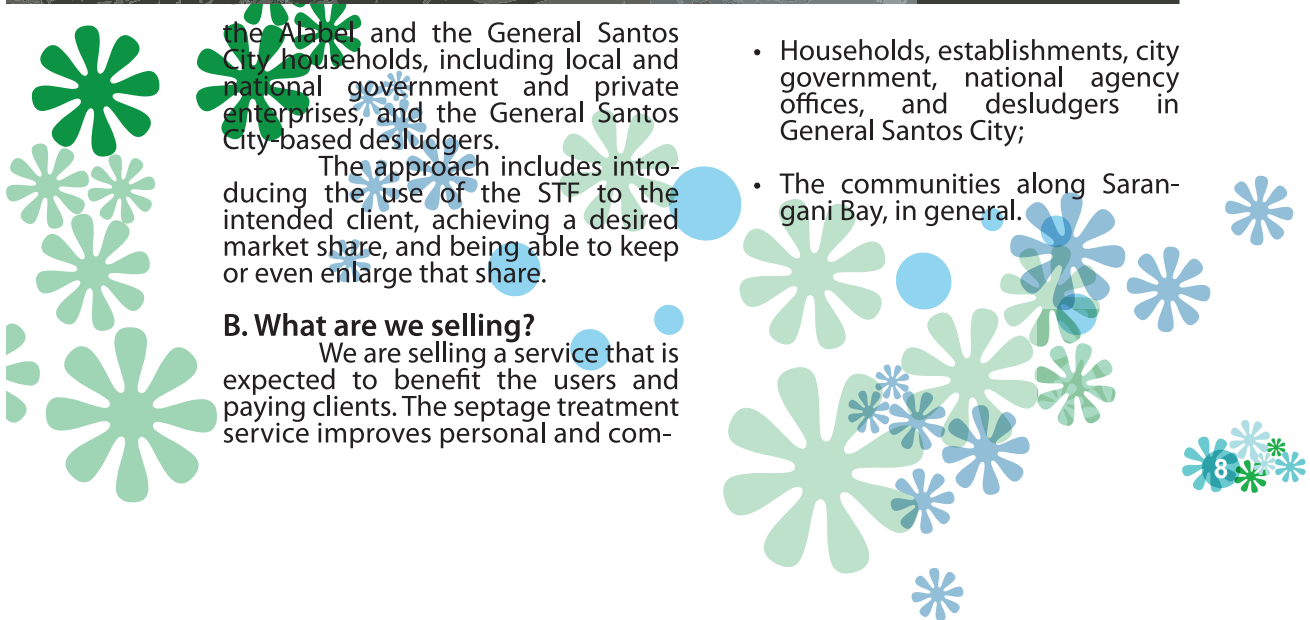 the Alabel and the General Santos
City households, including local and
national government and private
enterprises, and the General Santos
City-based desludgers.
The approach includes intro-
ducing the use of the STF to the
intended client, achieving a desired
market share, and being able to keep
or even enlarge that share.
B. What are we selling?
We are selling a service that is
expected to benefit the users and
paying clients. The septage treatment
service improves personal and com-
• Households, establishments, city
government, national agency
offices, and desludgers in
General Santos City;
• The communities along Saran-
gani Bay, in general.
8